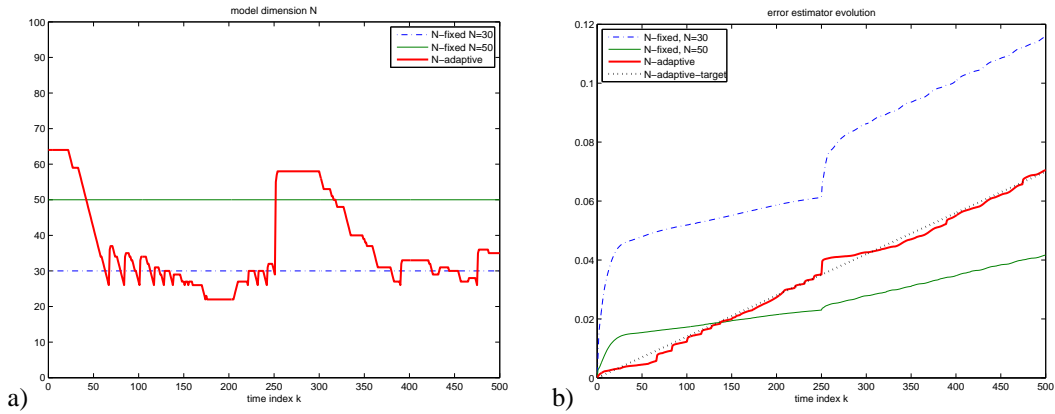 model dimension N
100
90
80
70
60
50
40
30
20
10
0
0 50 100 150 200 250 300 350 400 450 500
time index k
N−fixed N=30
N−fixed N=50
N−adaptive
a)
error estimator evolution
0.12
0.1
0.08
0.06
0.04
0.02
0
0 50 100 150 200 250 300 350 400 450 500
time index k
N−fixed, N=30
N−fixed, N=50
N−adaptive
N−adaptive−target
b)